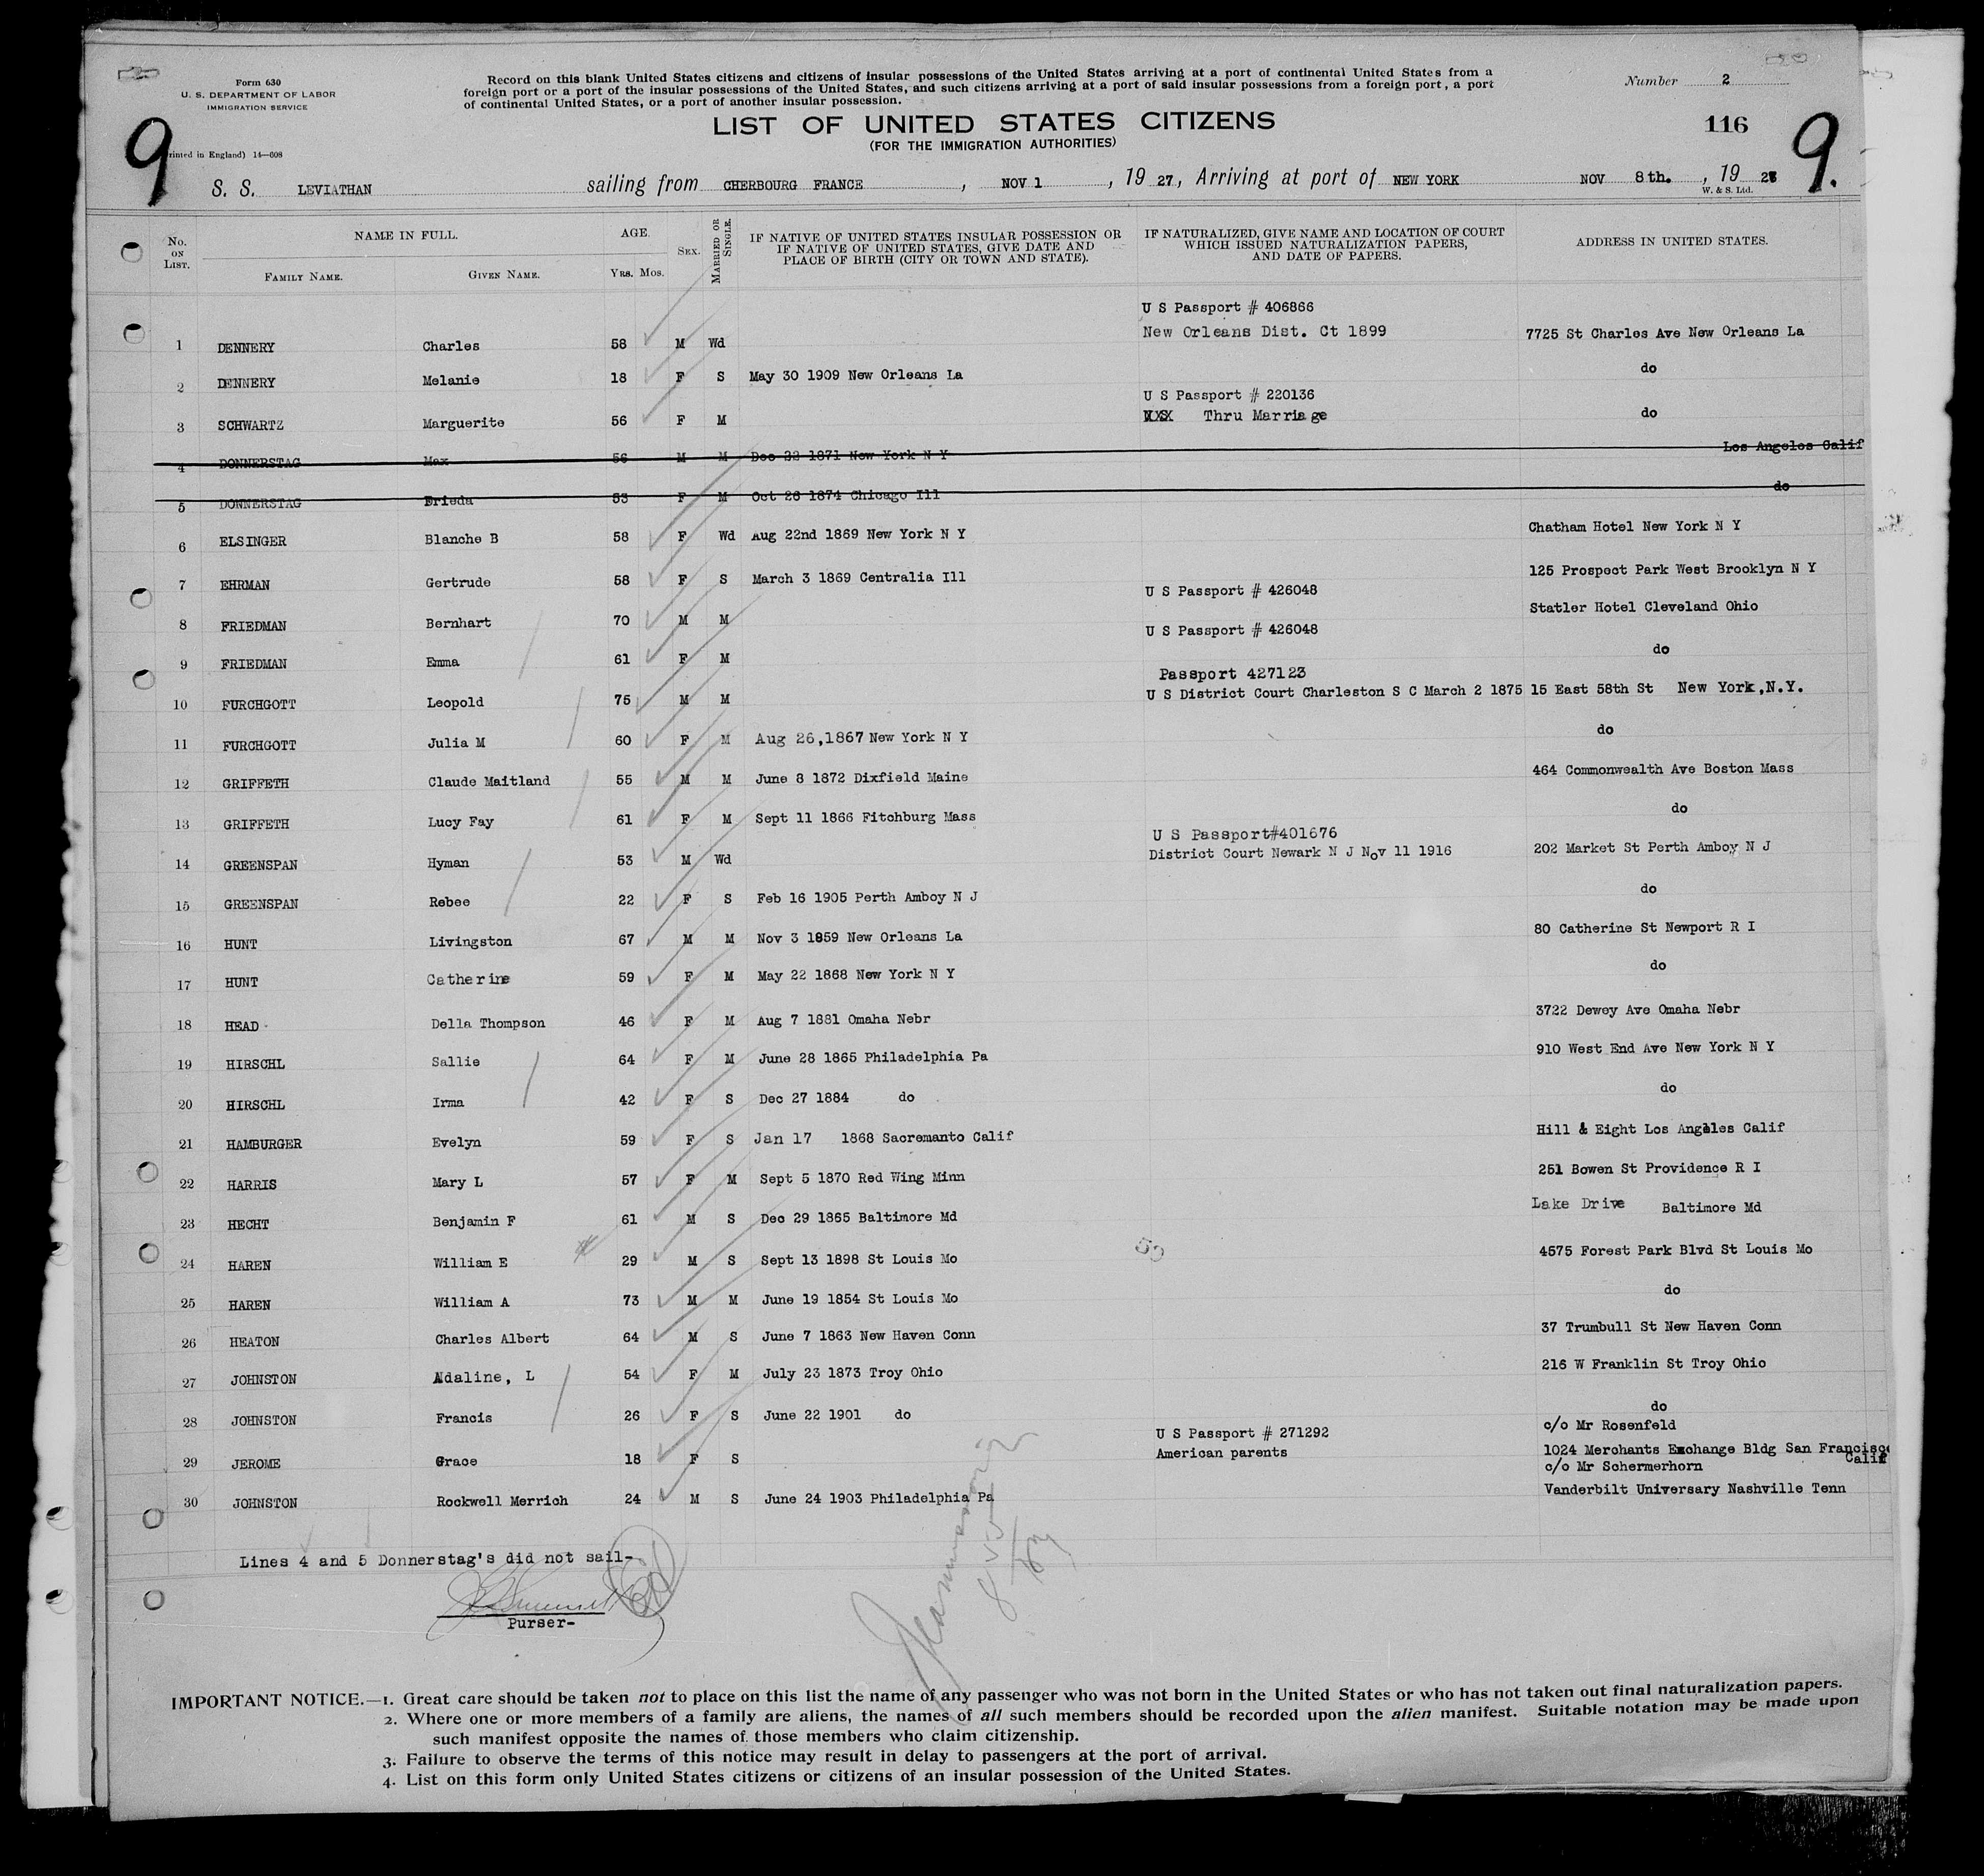 Form 630
U. S. DEPARTMENT OF LABOR
IMMIGRATION SERVICE
Record on this blank United States citizens and citizens of insular possessions of the United States arriving at a port of continental United States from a
foreign port or a port of the insular possessions of the United States, and such citizens arriving at a port of said insular possessions from a foreign port, a port
of continental United States, or a port of another insular possession.
Number 2
LIST OF UNITED STATES CITIZENS
(FOR THE IMMIGRATION AUTHORITIES)
116
9 9.
rinted in England) 14—608
S. S. LEVIATHAN sailing from CHERBOURG FRANCE, NOV 1, 19 27, Arriving at port of NEW YORK NOV 8th., 19
W. & S. Ltd.
No. ON LIST. NAME IN FULL. FAMILY NAME. GIVEN NAME. AGE. YRS. MOS. SEX. MARRIED OR SINGLE. IF NATIVE OF UNITED STATES INSULAR POSSESSION OR IF NATIVE OF UNITED STATES, GIVE DATE AND PLACE OF BIRTH (CITY OR TOWN AND STATE). IF NATURALIZED, GIVE NAME AND LOCATION OF COURT WHICH ISSUED NATURALIZATION PAPERS, AND DATE OF PAPERS. ADDRESS IN UNITED STATES.
U S Passport # 406866
1 DENNERY Charles 58 M Wd New Orleans Dist. Ct 1899 7725 St Charles Ave New Orleans La
2 DENNERY Melanie 18 F S May 30 1909 New Orleans La do
U S Passport # 220136
3 SCHWARTZ Marguerite 56 F M XXX Thru Marriage do
4 DONNERSTAG Max 56 M M Dec 22 1871 New York N Y Los Angelos Calif
5 DONNERSTAG Frieda 53 F M Oct 26 1874 Chicago Ill do
6 ELSINGER Blanche B 58 F Wd Aug 22nd 1869 New York N Y Chatham Hotel New York N Y
7 EHRMAN Gertrude 58 F S March 3 1869 Centralia Ill 125 Prospect Park West Brooklyn N Y
U S Passport # 426048
8 FRIEDMAN Bernhart 70 M M Statler Hotel Cleveland Ohio
U S Passport # 426048
9 FRIEDMAN Emma 61 F M do
Passport 427123
10 FURCHGOTT Leopold 75 M M U S District Court Charleston S C March 2 1875 15 East 58th St New York,N.Y.
11 FURCHGOTT Julia M 60 F M Aug 26,1867 New York N Y do
12 GRIFFETH Claude Maitland 55 M M June 8 1872 Dixfield Maine 464 Commonwealth Ave Boston Mass
13 GRIFFETH Lucy Fay 61 F M Sept 11 1866 Fitchburg Mass do
U S Passport#401676
14 GREENSPAN Hyman 53 M Wd District Court Newark N J Nov 11 1916 202 Market St Perth Amboy N J
15 GREENSPAN Rebee 22 F S Feb 16 1905 Perth Amboy N J do
16 HUNT Livingston 67 M M Nov 3 1859 New Orleans La 80 Catherine St Newport R I
17 HUNT Catherine 59 F M May 22 1868 New York N Y do
18 HEAD Della Thompson 46 F M Aug 7 1881 Omaha Nebr 3722 Dewey Ave Omaha Nebr
19 HIRSCHL Sallie 64 F M June 28 1865 Philadelphia Pa 910 West End Ave New York N Y
20 HIRSCHL Irma 42 F S Dec 27 1884 do do
21 HAMBURGER Evelyn 59 F S Jan 17 1868 Sacremanto Calif Hill & Eight Los Angeles Calif
22 HARRIS Mary L 57 F M Sept 5 1870 Red Wing Minn 251 Bowen St Providence R I
23 HECHT Benjamin F 61 M S Dec 29 1865 Baltimore Md Lake Drive Baltimore Md
24 HAREN William E 29 M S Sept 13 1898 St Louis Mo 4575 Forest Park Blvd St Louis Mo
25 HAREN William A 73 M M June 19 1854 St Louis Mo do
26 HEATON Charles Albert 64 M S June 7 1863 New Haven Conn 37 Trumbull St New Haven Conn
27 JOHNSTON Adaline, L 54 F M July 23 1873 Troy Ohio 216 W Franklin St Troy Ohio
28 JOHNSTON Francis 26 F S June 22 1901 do do
U S Passport # 271292 c/o Mr Rosenfeld
29 JEROME Grace 18 F S American parents 1024 Merchants Exchange Bldg San Francisco Calif
c/o Mr Schermerhorn
30 JOHNSTON Rockwell Merrich 24 M S June 24 1903 Philadelphia Pa Vanderbilt Universary Nashville Tenn
Lines 4 and 5 Donnerstag's did not sail-
Purser-
IMPORTANT NOTICE.—1. Great care should be taken not to place on this list the name of any passenger who was not born in the United States or who has not taken out final naturalization papers.
2. Where one or more members of a family are aliens, the names of all such members should be recorded upon the alien manifest. Suitable notation may be made upon
such manifest opposite the names of those members who claim citizenship.
3. Failure to observe the terms of this notice may result in delay to passengers at the port of arrival.
4. List on this form only United States citizens or citizens of an insular possession of the United States.